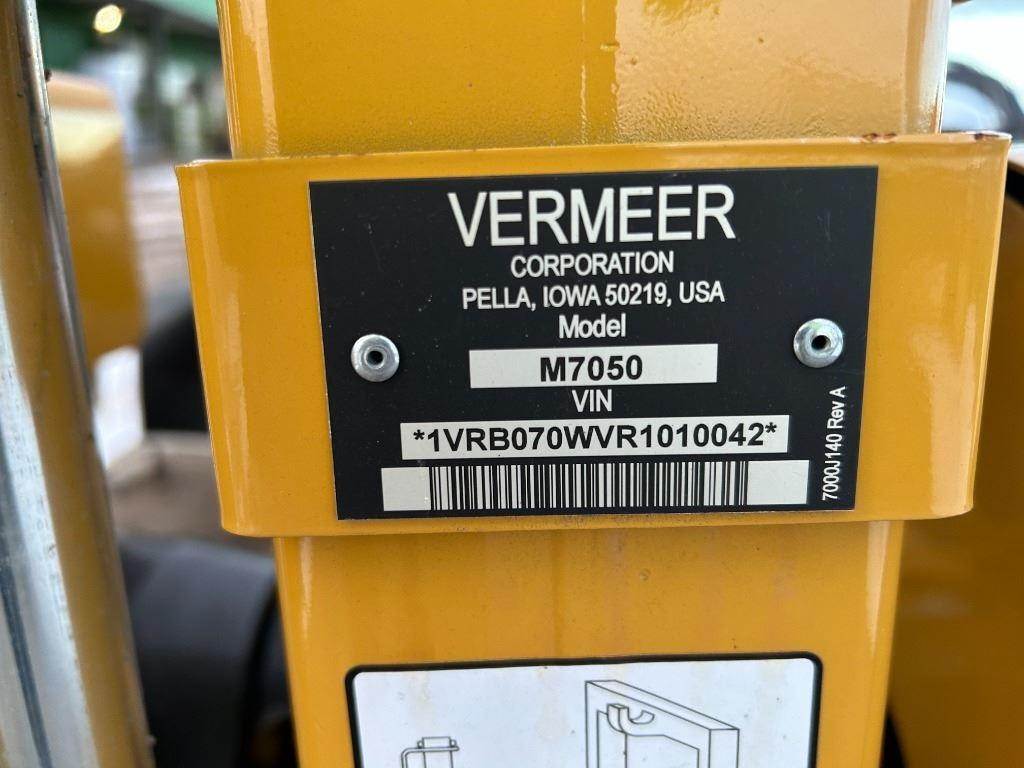 VERMEER
CORPORATION
PELLA, IOWA 50219, USA
Model
M7050
VIN
*1VRB070WVR1010042*
7000J140 Rev A